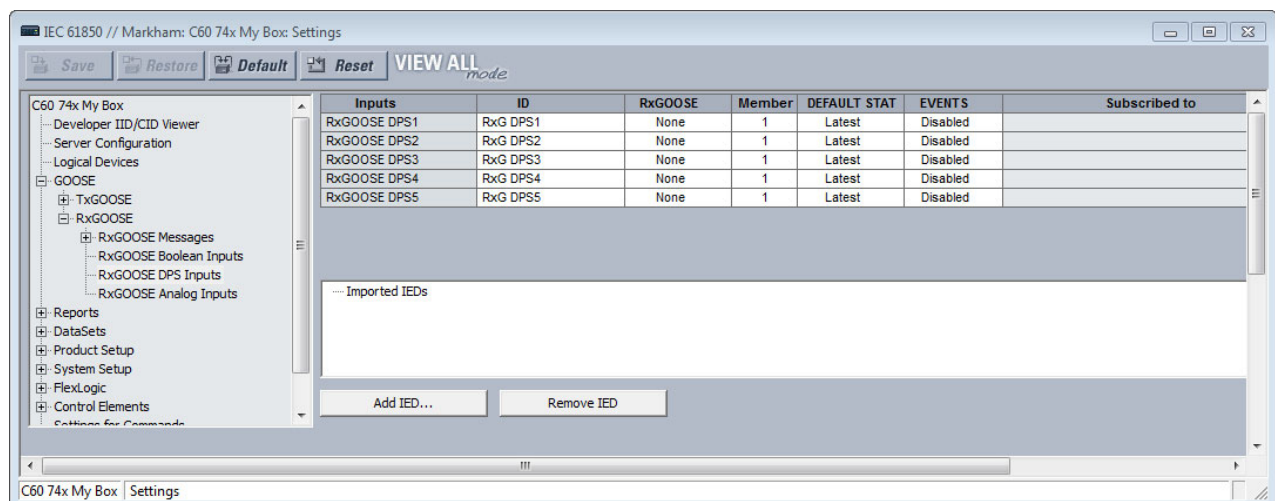 IEC 61850 // Markham: C60 74x My Box: Settings
Save Restore Default Reset VIEW ALL mode
C60 74x My Box
Developer IID/CID Viewer
Server Configuration
Logical Devices
GOOSE
TxGOOSE
RxGOOSE
RxGOOSE Messages
RxGOOSE Boolean Inputs
RxGOOSE DPS Inputs
RxGOOSE Analog Inputs
Reports
DataSets
Product Setup
System Setup
FlexLogic
Control Elements
Settings for Commands
Inputs ID RxGOOSE Member DEFAULT STAT EVENTS Subscribed to
RxGOOSE DPS1 RxG DPS1 None 1 Latest Disabled
RxGOOSE DPS2 RxG DPS2 None 1 Latest Disabled
RxGOOSE DPS3 RxG DPS3 None 1 Latest Disabled
RxGOOSE DPS4 RxG DPS4 None 1 Latest Disabled
RxGOOSE DPS5 RxG DPS5 None 1 Latest Disabled
Imported IEDs
Add IED... Remove IED
C60 74x My Box Settings